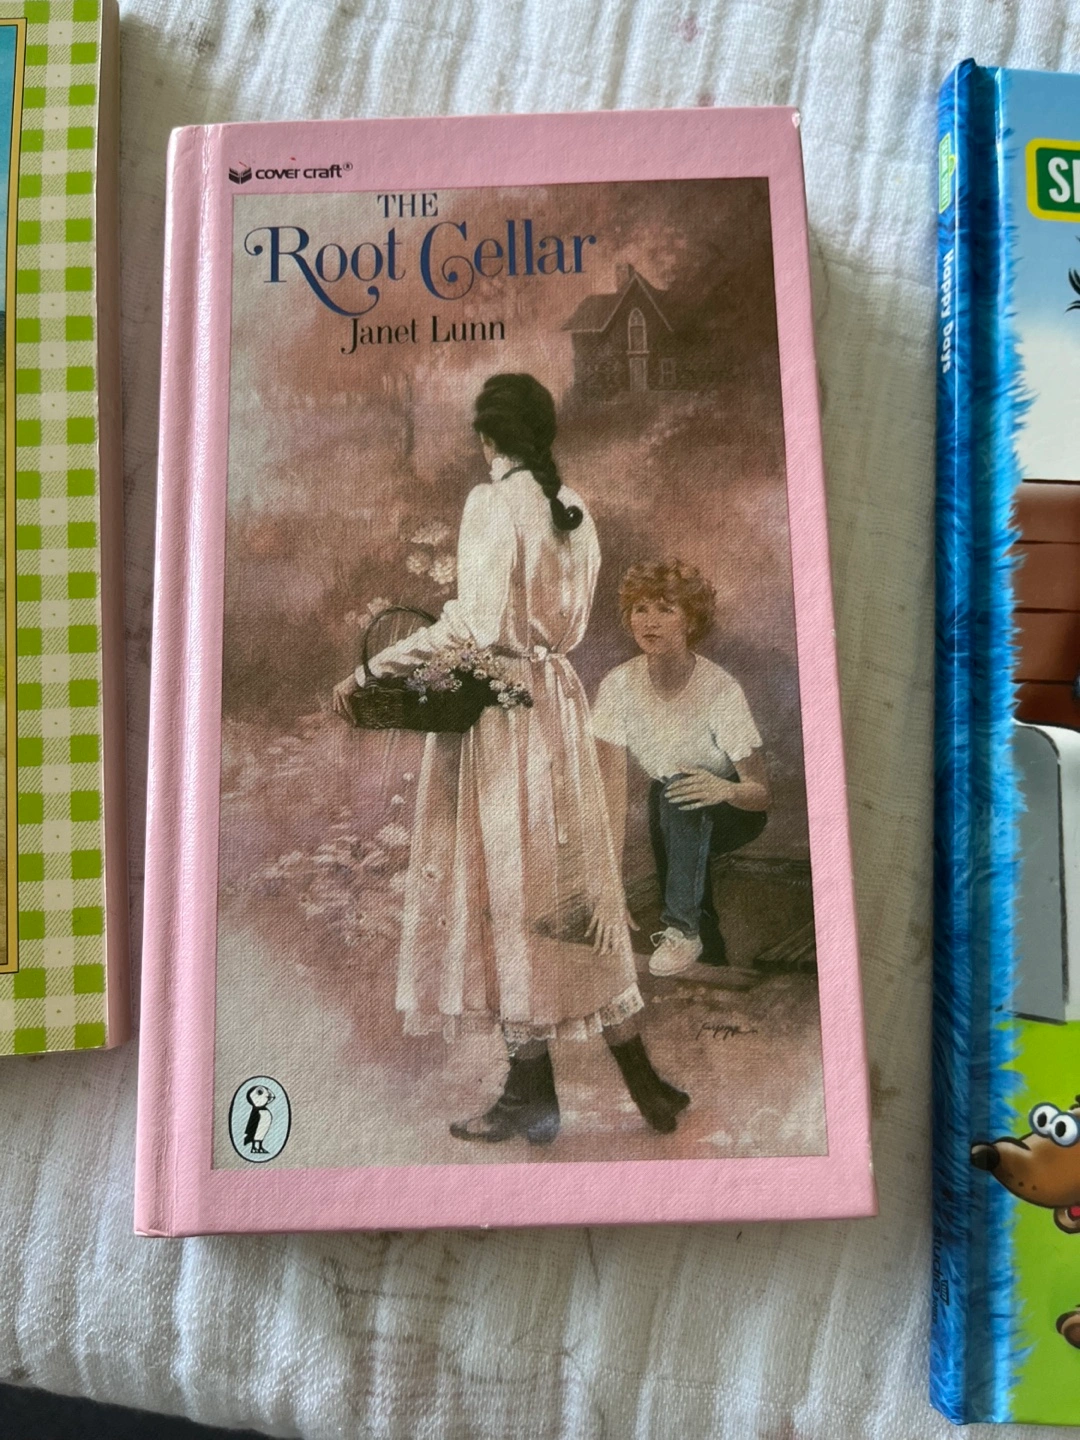 cover craft®
THE
Root Cellar
Janet Lunn
Happy Days